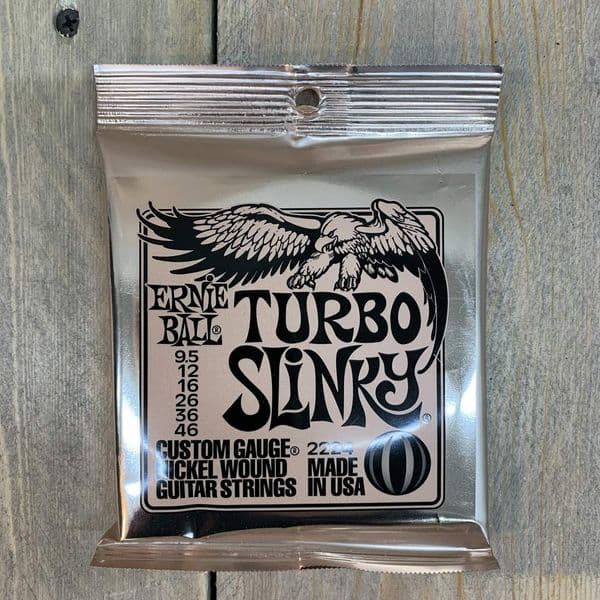 ERNIE
BALL®
TURBO
SLINKY®
9.5
12
16
26
36
46
CUSTOM GAUGE®
NICKEL WOUND
GUITAR STRINGS
2224
MADE
IN USA